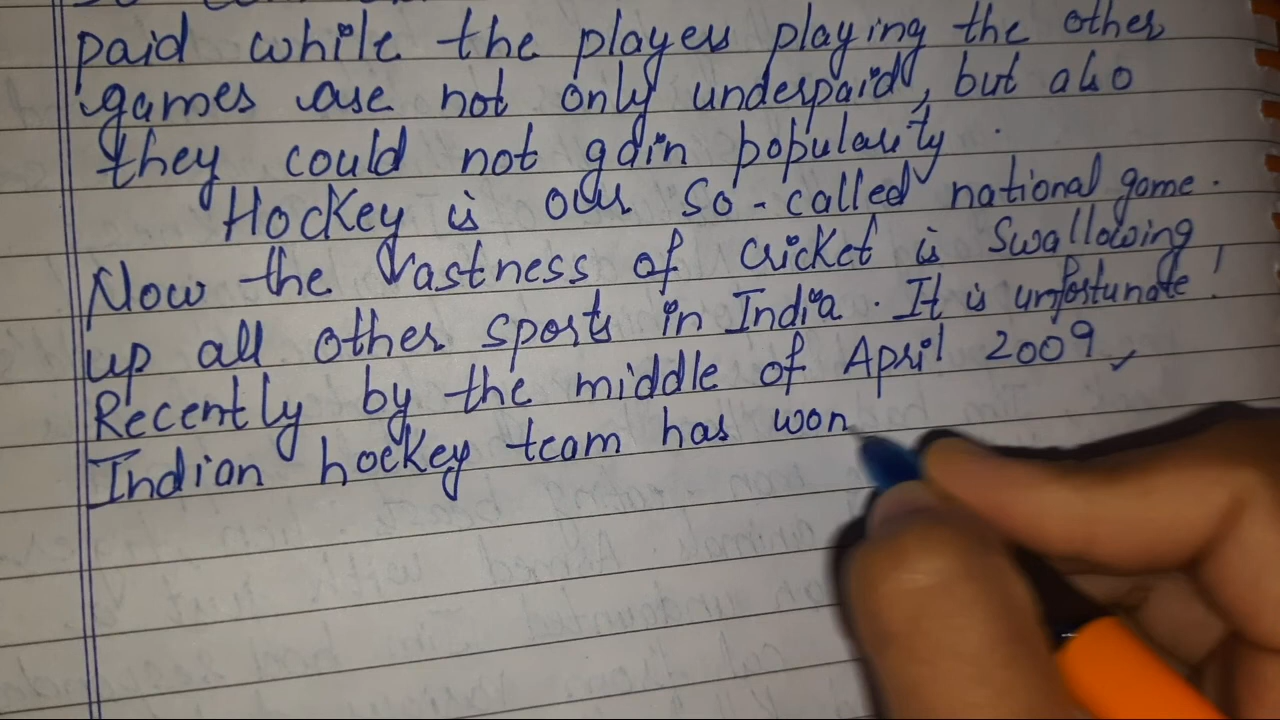 paid while the players playing the other
games are not only underpaid, but also
they could not gain popularity .
Hockey is our so-called national game.
Now the vastness of cricket is swallowing
up all other sports in India. It is unfortunate!
Recently by the middle of April 2009,
Indian hockey team has won